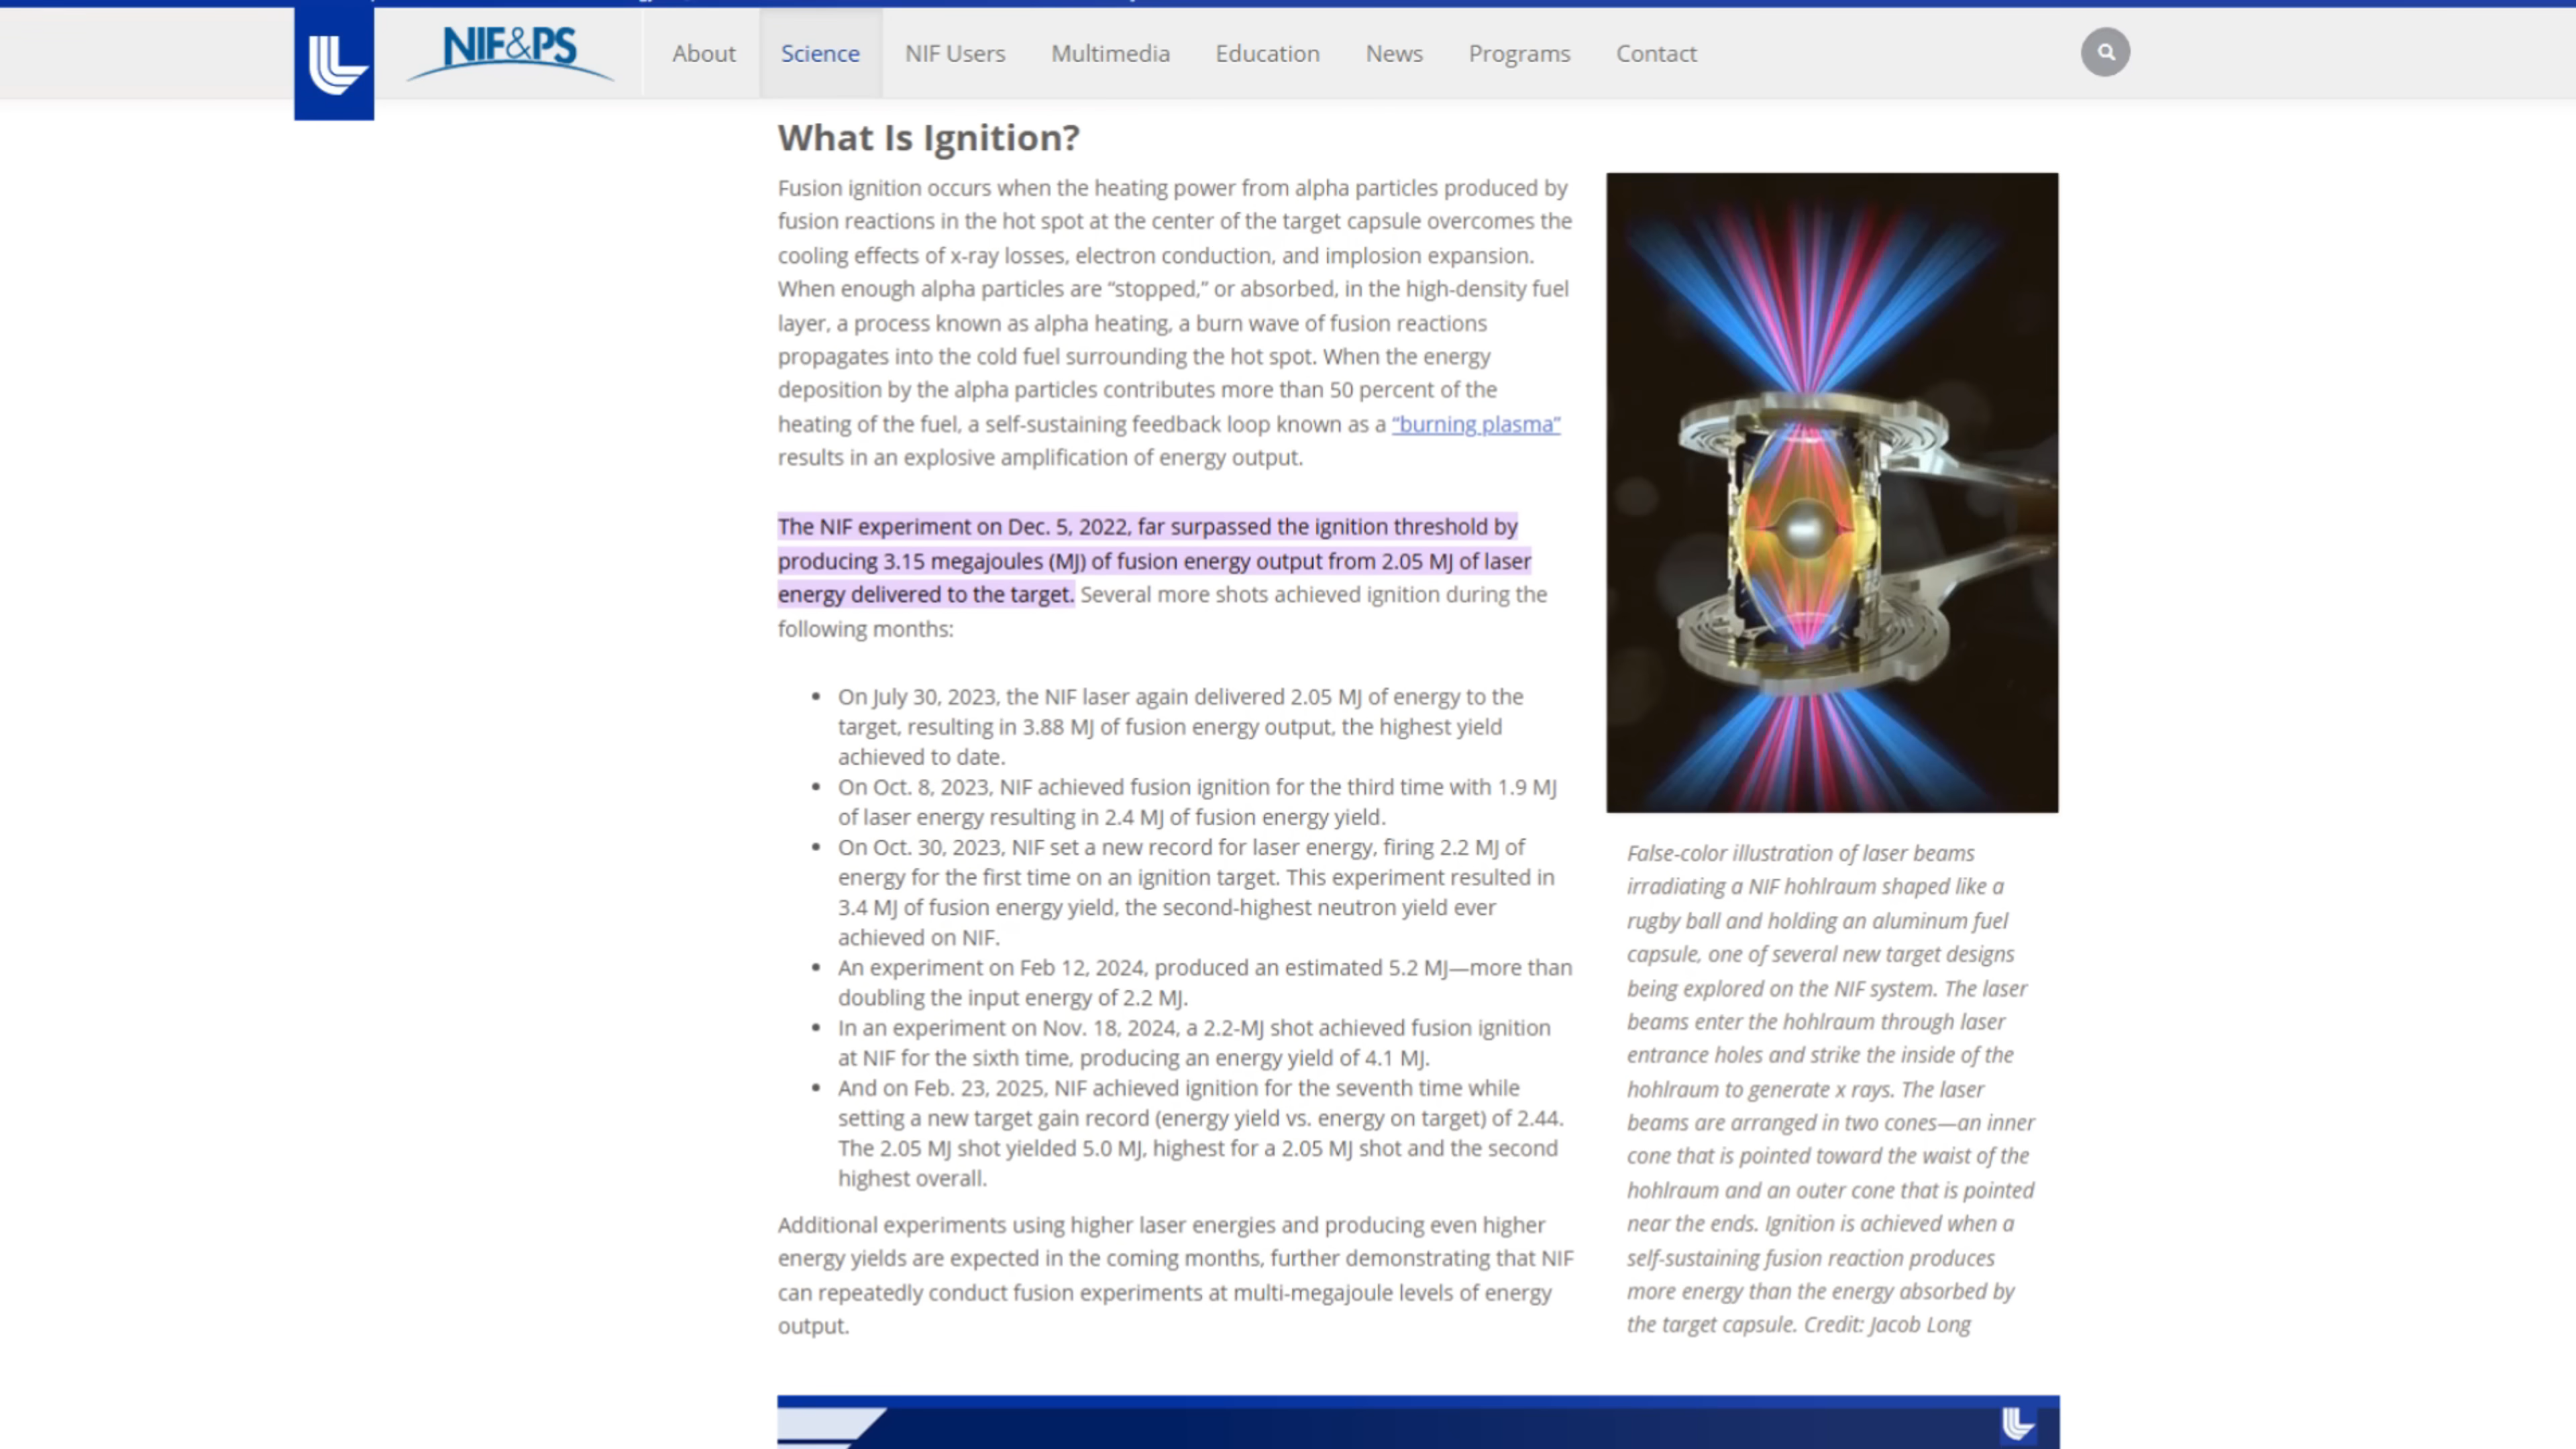 NIF&PS
About
Science
NIF Users
Multimedia
Education
News
Programs
Contact
What Is Ignition?
Fusion ignition occurs when the heating power from alpha particles produced by
fusion reactions in the hot spot at the center of the target capsule overcomes the
cooling effects of x-ray losses, electron conduction, and implosion expansion.
When enough alpha particles are “stopped,” or absorbed, in the high-density fuel
layer, a process known as alpha heating, a burn wave of fusion reactions
propagates into the cold fuel surrounding the hot spot. When the energy
deposition by the alpha particles contributes more than 50 percent of the
heating of the fuel, a self-sustaining feedback loop known as a “burning plasma“
results in an explosive amplification of energy output.
The NIF experiment on Dec. 5, 2022, far surpassed the ignition threshold by
producing 3.15 megajoules (MJ) of fusion energy output from 2.05 MJ of laser
energy delivered to the target. Several more shots achieved ignition during the
following months:
• On July 30, 2023, the NIF laser again delivered 2.05 MJ of energy to the
target, resulting in 3.88 MJ of fusion energy output, the highest yield
achieved to date.
• On Oct. 8, 2023, NIF achieved fusion ignition for the third time with 1.9 MJ
of laser energy resulting in 2.4 MJ of fusion energy yield.
• On Oct. 30, 2023, NIF set a new record for laser energy, firing 2.2 MJ of
energy for the first time on an ignition target. This experiment resulted in
3.4 MJ of fusion energy yield, the second-highest neutron yield ever
achieved on NIF.
• An experiment on Feb 12, 2024, produced an estimated 5.2 MJ—more than
doubling the input energy of 2.2 MJ.
• In an experiment on Nov. 18, 2024, a 2.2-MJ shot achieved fusion ignition
at NIF for the sixth time, producing an energy yield of 4.1 MJ.
• And on Feb. 23, 2025, NIF achieved ignition for the seventh time while
setting a new target gain record (energy yield vs. energy on target) of 2.44.
The 2.05 MJ shot yielded 5.0 MJ, highest for a 2.05 MJ shot and the second
highest overall.
Additional experiments using higher laser energies and producing even higher
energy yields are expected in the coming months, further demonstrating that NIF
can repeatedly conduct fusion experiments at multi-megajoule levels of energy
output.
False-color illustration of laser beams
irradiating a NIF hohlraum shaped like a
rugby ball and holding an aluminum fuel
capsule, one of several new target designs
being explored on the NIF system. The laser
beams enter the hohlraum through laser
entrance holes and strike the inside of the
hohlraum to generate x rays. The laser
beams are arranged in two cones—an inner
cone that is pointed toward the waist of the
hohlraum and an outer cone that is pointed
near the ends. Ignition is achieved when a
self-sustaining fusion reaction produces
more energy than the energy absorbed by
the target capsule. Credit: Jacob Long